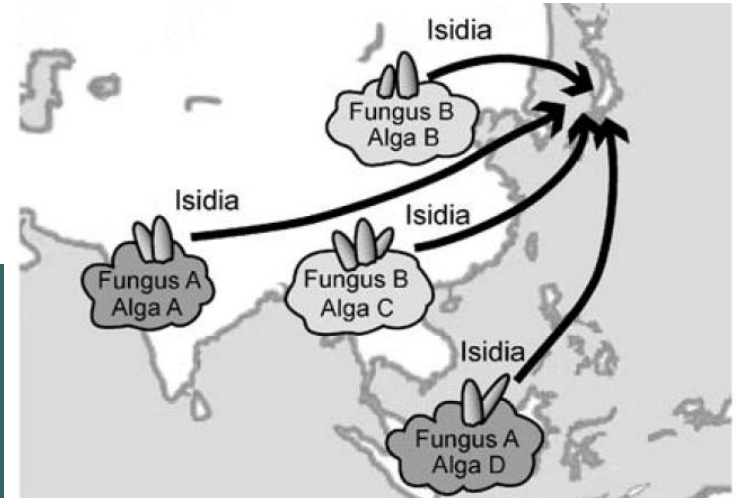 Isidia
Fungus B
Alga B
Isidia
Fungus A
Alga A
Isidia
Fungus B
Alga C
Isidia
Fungus A
Alga D